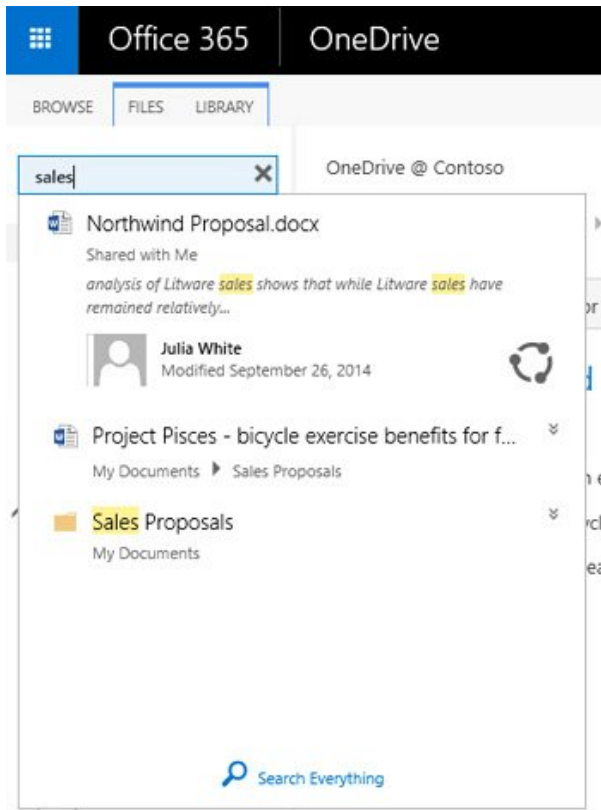 Office 365 OneDrive
BROWSE FILES LIBRARY
sales
OneDrive @ Contoso
Northwind Proposal.docx
Shared with Me
analysis of Litware sales shows that while Litware sales have
remained relatively...
Julia White
Modified September 26, 2014
Project Pisces - bicycle exercise benefits for f...
My Documents Sales Proposals
Sales Proposals
My Documents
Search Everything